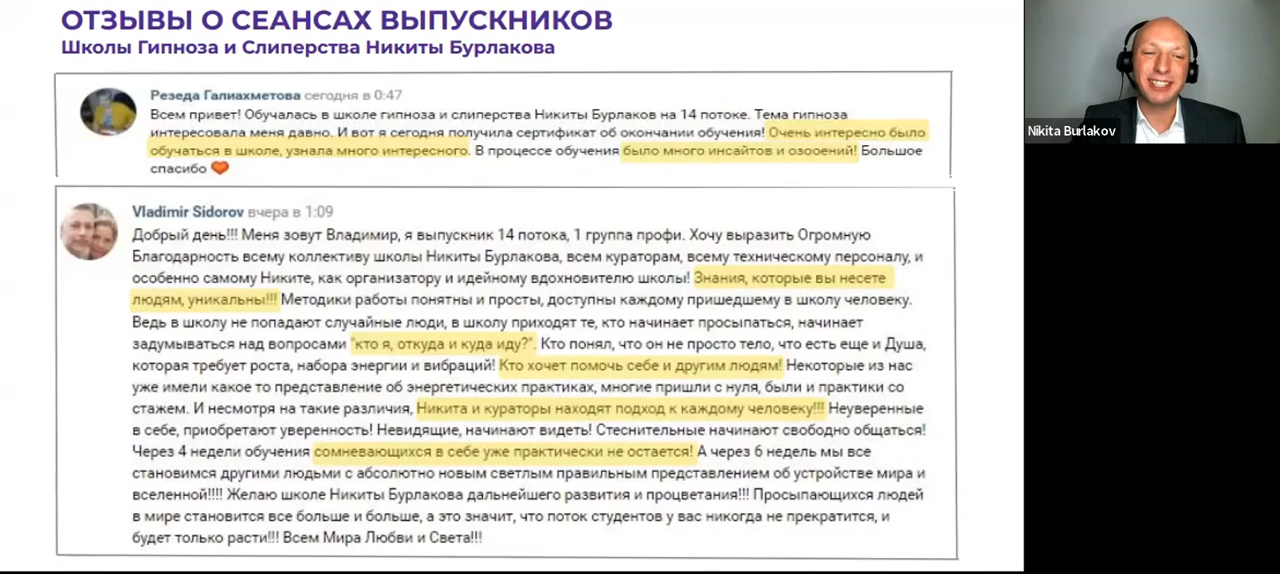 ОТЗЫВЫ О СЕАНСАХ ВЫПУСКНИКОВ
Школы Гипноза и Слиперства Никиты Бурлакова
Резеда Галиахметова сегодня в 0:47
Всем привет! Обучалась в школе гипноза и слиперства Никиты Бурлаков на 14 потоке. Тема гипноза
интересовала меня давно. И вот я сегодня получила сертификат об окончании обучения! Очень интересно было
обучаться в школе, узнала много интересного. В процессе обучения было много инсайтов и озооений! Большое
спасибо ❤
Vladimir Sidorov вчера в 1:09
Добрый день!!! Меня зовут Владимир, я выпускник 14 потока, 1 группа профи. Хочу выразить Огромную
Благодарность всему коллективу школы Никиты Бурлакова, всем кураторам, всему техническому персоналу, и
особенно самому Никите, как организатору и идейному вдохновителю школы! Знания, которые вы несете
людям, уникальны!!! Методики работы понятны и просты, доступны каждому пришедшему в школу человеку.
Ведь в школу не попадают случайные люди, в школу приходят те, кто начинает просыпаться, начинает
задумываться над вопросами "кто я, откуда и куда иду?". Кто понял, что он не просто тело, что есть еще и Душа,
которая требует роста, набора энергии и вибраций! Кто хочет помочь себе и другим людям! Некоторые из нас
уже имели какое то представление об энергетических практиках, многие пришли с нуля, были и практики со
стажем. И несмотря на такие различия, Никита и кураторы находят подход к каждому человеку!!! Неуверенные
в себе, приобретают уверенность! Невидящие, начинают видеть! Стеснительные начинают свободно общаться!
Через 4 недели обучения сомневающихся в себе уже практически не остается! А через 6 недель мы все
становимся другими людьми с абсолютно новым светлым правильным представлением об устройстве мира и
вселенной!!!! Желаю школе Никиты Бурлакова дальнейшего развития и процветания!!! Просыпающихся людей
в мире становится все больше и больше, а это значит, что поток студентов у вас никогда не прекратится, и
будет только расти!!! Всем Мира Любви и Света!!!
Nikita Burlakov